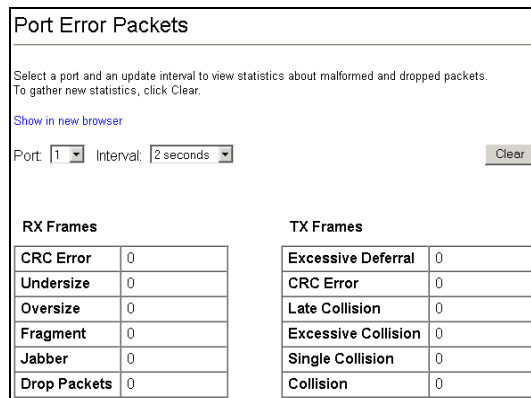 Port Error Packets
Select a port and an update interval to view statistics about malformed and dropped packets.
To gather new statistics, click Clear.
Show in new browser
Port: 1 Interval: 2 seconds Clear
RX Frames
CRC Error 0
Undersize 0
Oversize 0
Fragment 0
Jabber 0
Drop Packets 0
TX Frames
Excessive Deferral 0
CRC Error 0
Late Collision 0
Excessive Collision 0
Single Collision 0
Collision 0